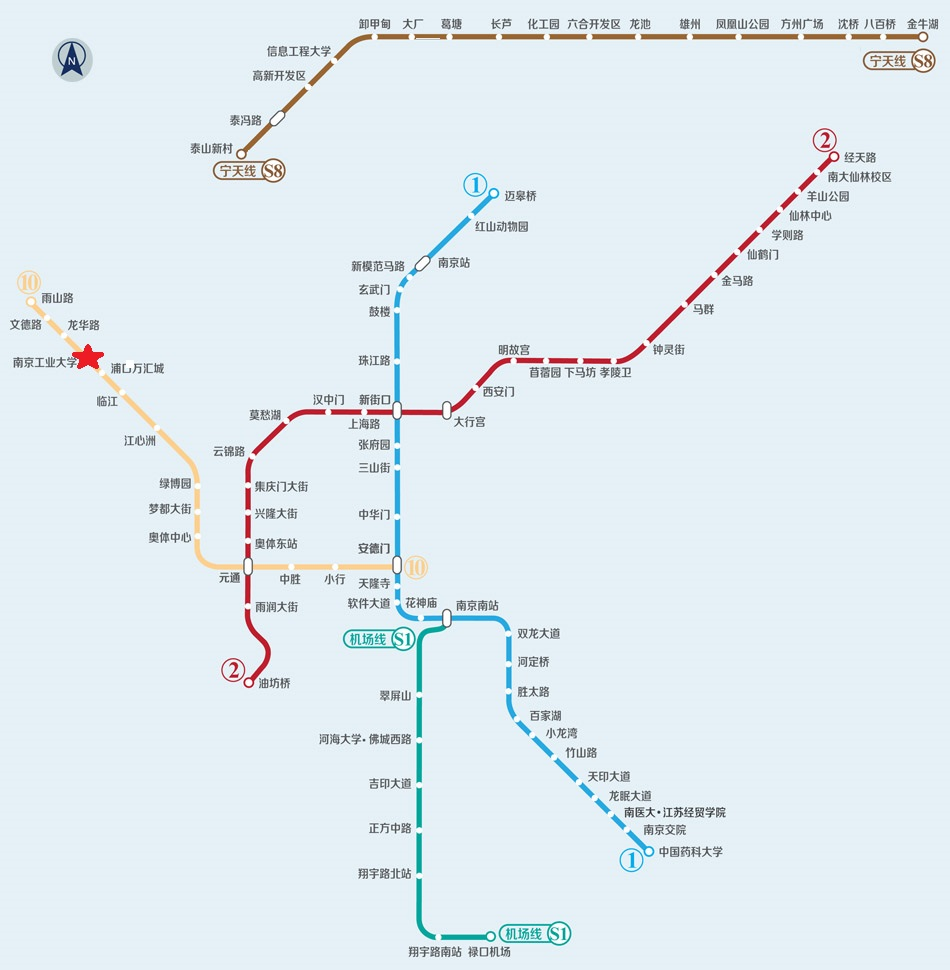 卸甲甸 大厂 葛塘 长芦 化工园 六合开发区 龙池 雄州 凤凰山公园 方州广场 沈桥 八百桥 金牛湖
信息工程大学
N
宁天线 S8
高新开发区
泰冯路
泰山新村
宁天线 S8
②
经天路
南大仙林校区
羊山公园
仙林中心
学则路
仙鹤门
金马路
马群
钟灵街
①
迈皋桥
红山动物园
南京站
新模范马路
玄武门
鼓楼
珠江路
⑩
雨山路
文德路
龙华路
南京工业大学
万汇城
临江
江心洲
绿博园
梦都大街
奥体中心
明故宫
苜蓿园 下马坊 孝陵卫
西安门
大行宫
汉中门
新街口
上海路
莫愁湖
云锦路
集庆门大街
兴隆大街
奥体东站
张府园
三山街
中华门
安德门
⑩
元通
中胜
小行
天隆寺
雨润大街
软件大道
花神庙
南京南站
机场线 S1
②
油坊桥
双龙大道
河定桥
胜太路
百家湖
小龙湾
竹山路
天印大道
龙眠大道
南医大•江苏经贸学院
南京交院
中国药科大学
①
翠屏山
河海大学•佛城西路
吉印大道
正方中路
翔宇路北站
机场线 S1
翔宇路南站 禄口机场